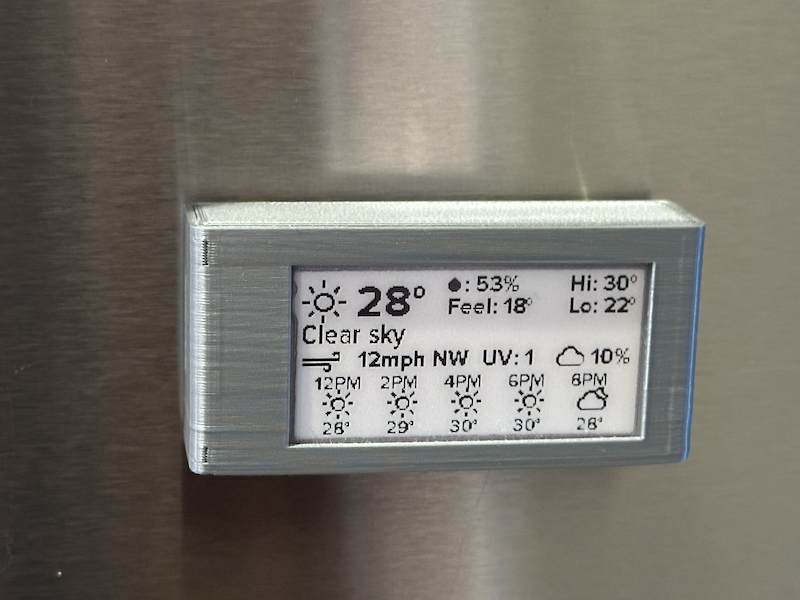 28° : 53% Hi: 30°
Feel: 18° Lo: 22°
Clear sky
12mph NW UV: 1 10%
12PM 2PM 4PM 6PM 8PM
28° 29° 30° 30° 28°